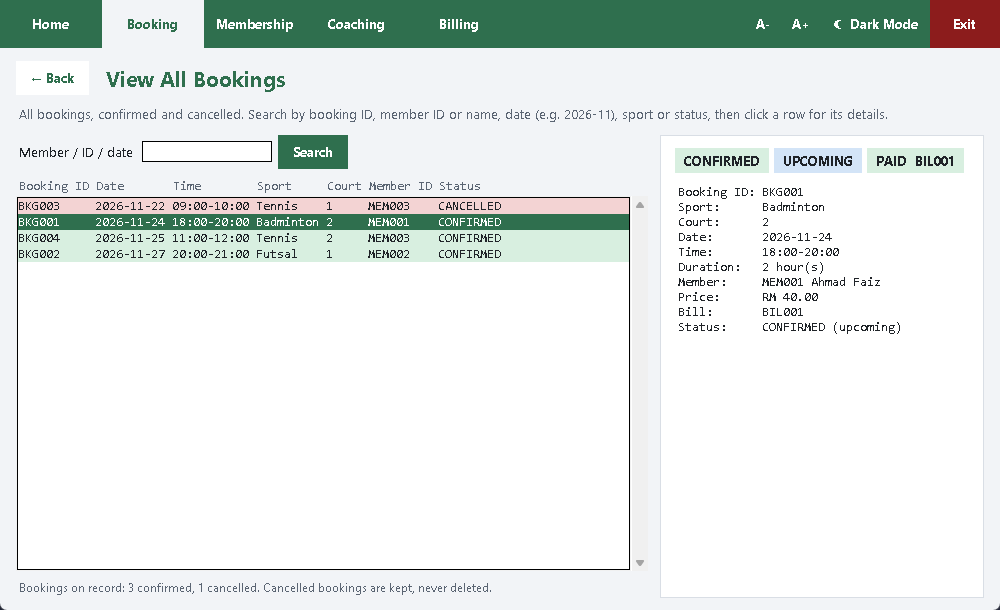 Home Booking Membership Coaching Billing A- A+ ☾ Dark Mode Exit
← Back View All Bookings
All bookings, confirmed and cancelled. Search by booking ID, member ID or name, date (e.g. 2026-11), sport or status, then click a row for its details.
Member / ID / date Search
Booking ID Date Time Sport Court Member ID Status
BKG003 2026-11-22 09:00-10:00 Tennis 1 MEM003 CANCELLED
BKG001 2026-11-24 18:00-20:00 Badminton 2 MEM001 CONFIRMED
BKG004 2026-11-25 11:00-12:00 Tennis 2 MEM003 CONFIRMED
BKG002 2026-11-27 20:00-21:00 Futsal 1 MEM002 CONFIRMED
Bookings on record: 3 confirmed, 1 cancelled. Cancelled bookings are kept, never deleted.
CONFIRMED UPCOMING PAID BIL001
Booking ID: BKG001
Sport: Badminton
Court: 2
Date: 2026-11-24
Time: 18:00-20:00
Duration: 2 hour(s)
Member: MEM001 Ahmad Faiz
Price: RM 40.00
Bill: BIL001
Status: CONFIRMED (upcoming)